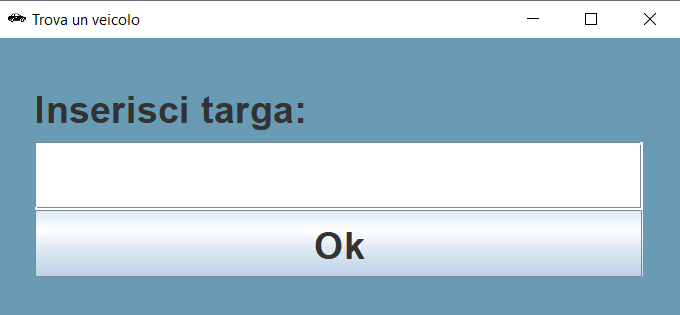 Trova un veicolo
Inserisci targa:
Ok